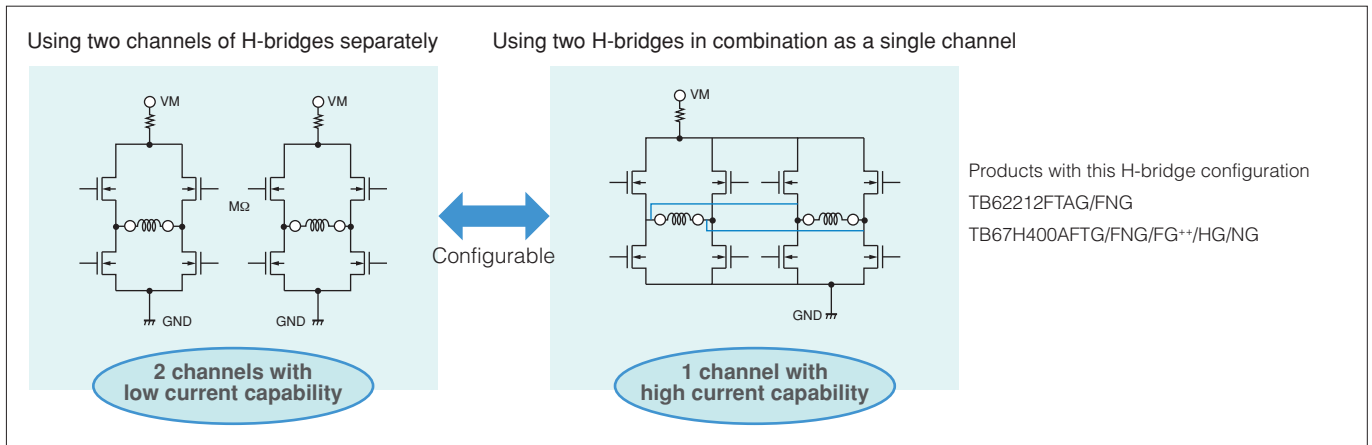 Using two channels of H-bridges separately
Using two H-bridges in combination as a single channel
VM
VM
MΩ
GND
GND
2 channels with
low current capability
Configurable
VM
GND
1 channel with
high current capability
Products with this H-bridge configuration
TB62212FTAG/FNG
TB67H400AFTG/FNG/FG++/HG/NG